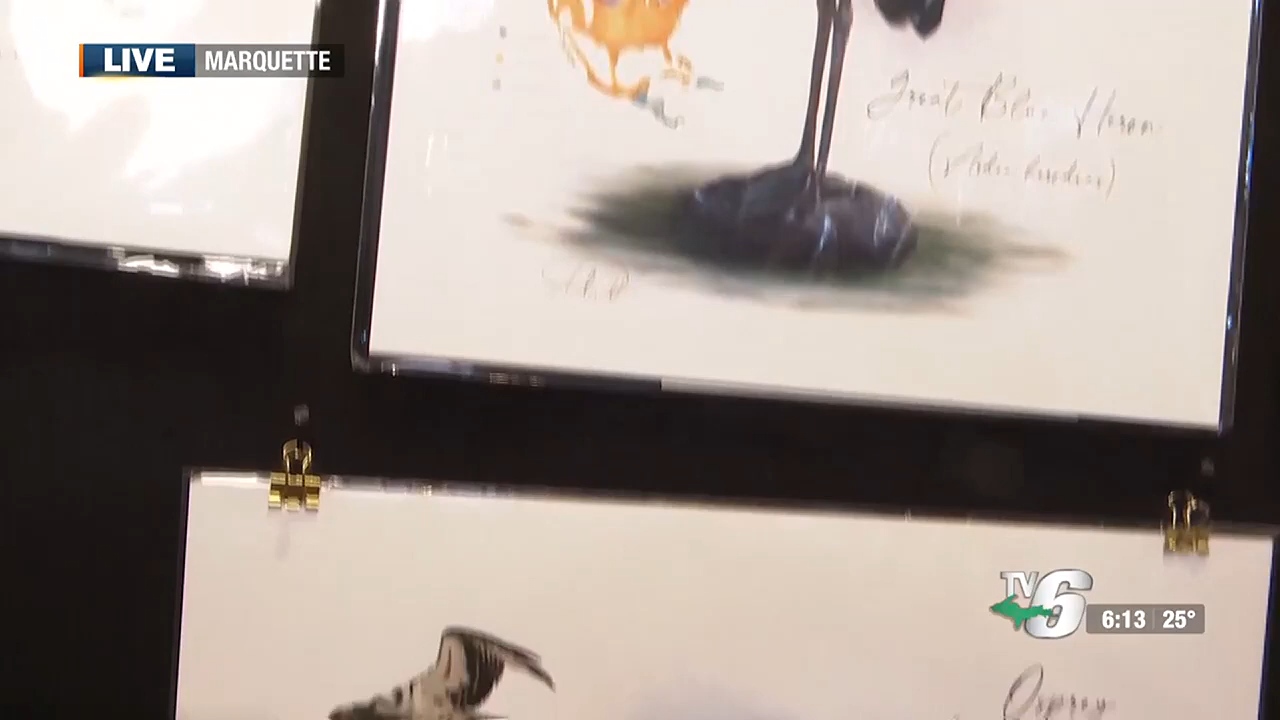 LIVE MARQUETTE
Great Blue Heron
Osprey
TV6
6:13 25°